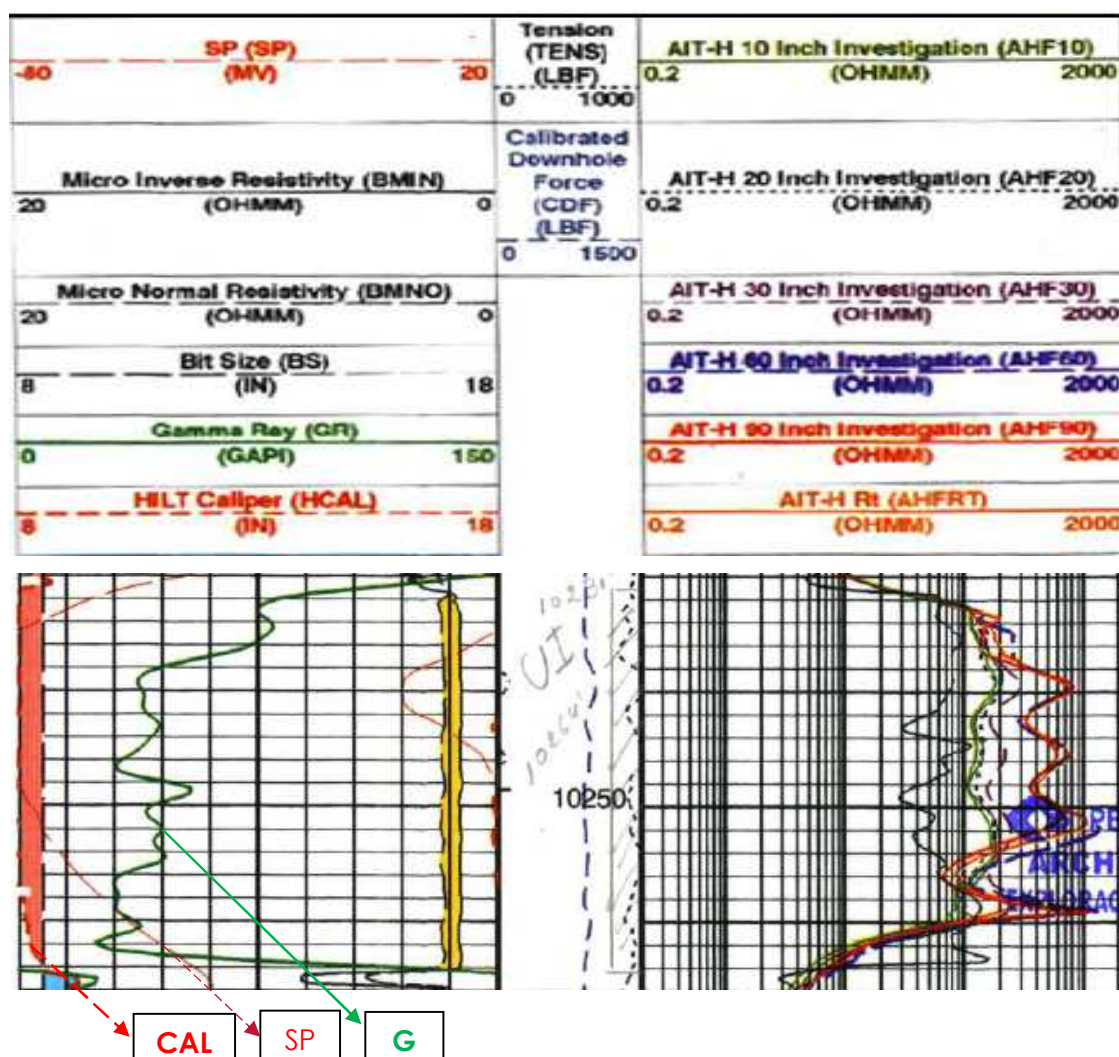 SP (SP)
-80 (MV) 20
Micro Inverse Resistivity (BMIN)
20 (OHMM) 0
Micro Normal Resistivity (BMNO)
20 (OHMM) 0
Bit Size (BS)
8 (IN) 18
Gamma Ray (GR)
0 (GAPI) 150
HILT Caliper (HCAL)
8 (IN) 18
Tension
(TENS)
(LBF)
0 1000
Calibrated
Downhole
Force
(CDF)
(LBF)
0 1500
AIT-H 10 Inch Investigation (AHF10)
0.2 (OHMM) 2000
AIT-H 20 Inch Investigation (AHF20)
0.2 (OHMM) 2000
AIT-H 30 Inch Investigation (AHF30)
0.2 (OHMM) 2000
AIT-H 60 Inch Investigation (AHF60)
0.2 (OHMM) 2000
AIT-H 90 Inch Investigation (AHF90)
0.2 (OHMM) 2000
AIT-H Rt (AHFRT)
0.2 (OHMM) 2000
UI
10264'
10250
PE
ARCH
EXPLORAC
CAL
SP
G